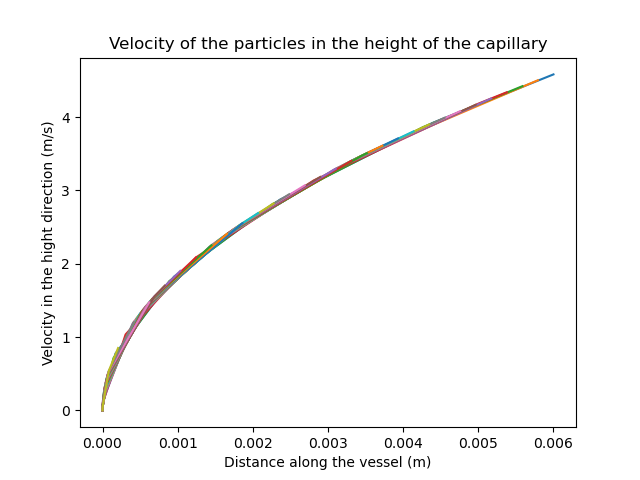 Velocity of the particles in the height of the capillary
Velocity in the hight direction (m/s)
4
3
2
1
0
0.000 0.001 0.002 0.003 0.004 0.005 0.006
Distance along the vessel (m)